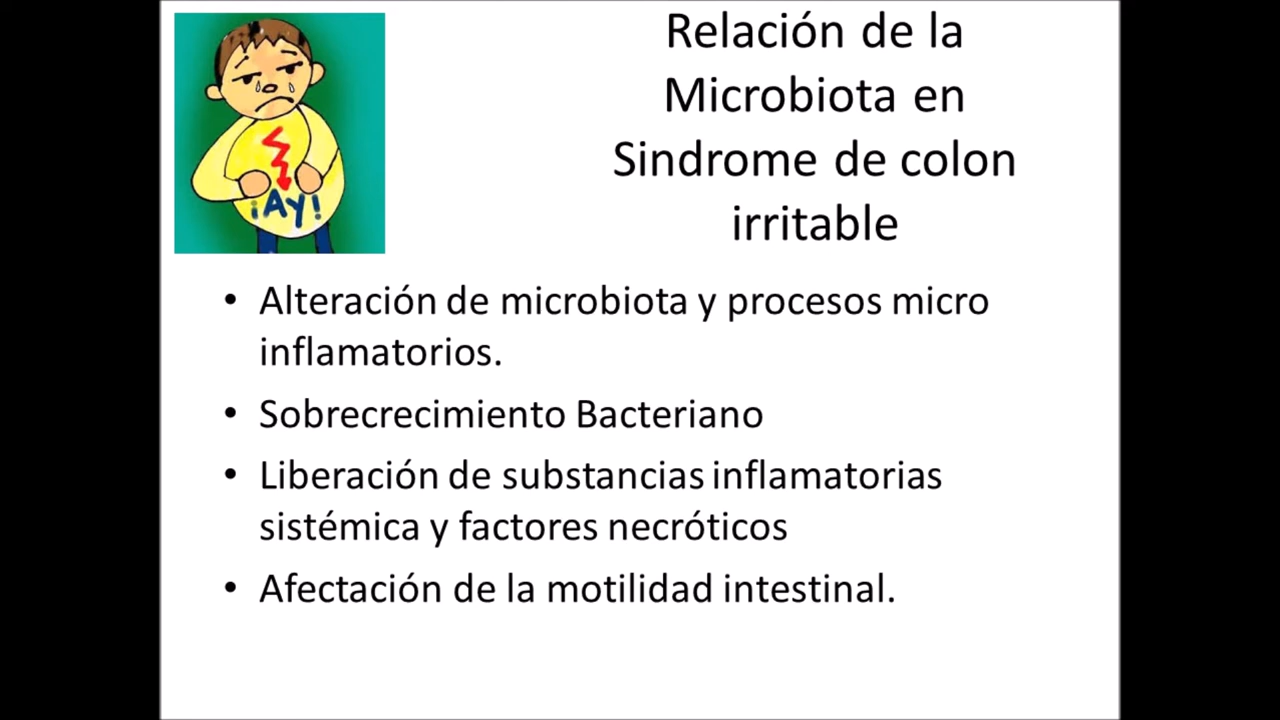 Relación de la
Microbiota en
Sindrome de colon
irritable
¡Ay!
• Alteración de microbiota y procesos micro
inflamatorios.
• Sobrecrecimiento Bacteriano
• Liberación de substancias inflamatorias
sistémica y factores necróticos
• Afectación de la motilidad intestinal.